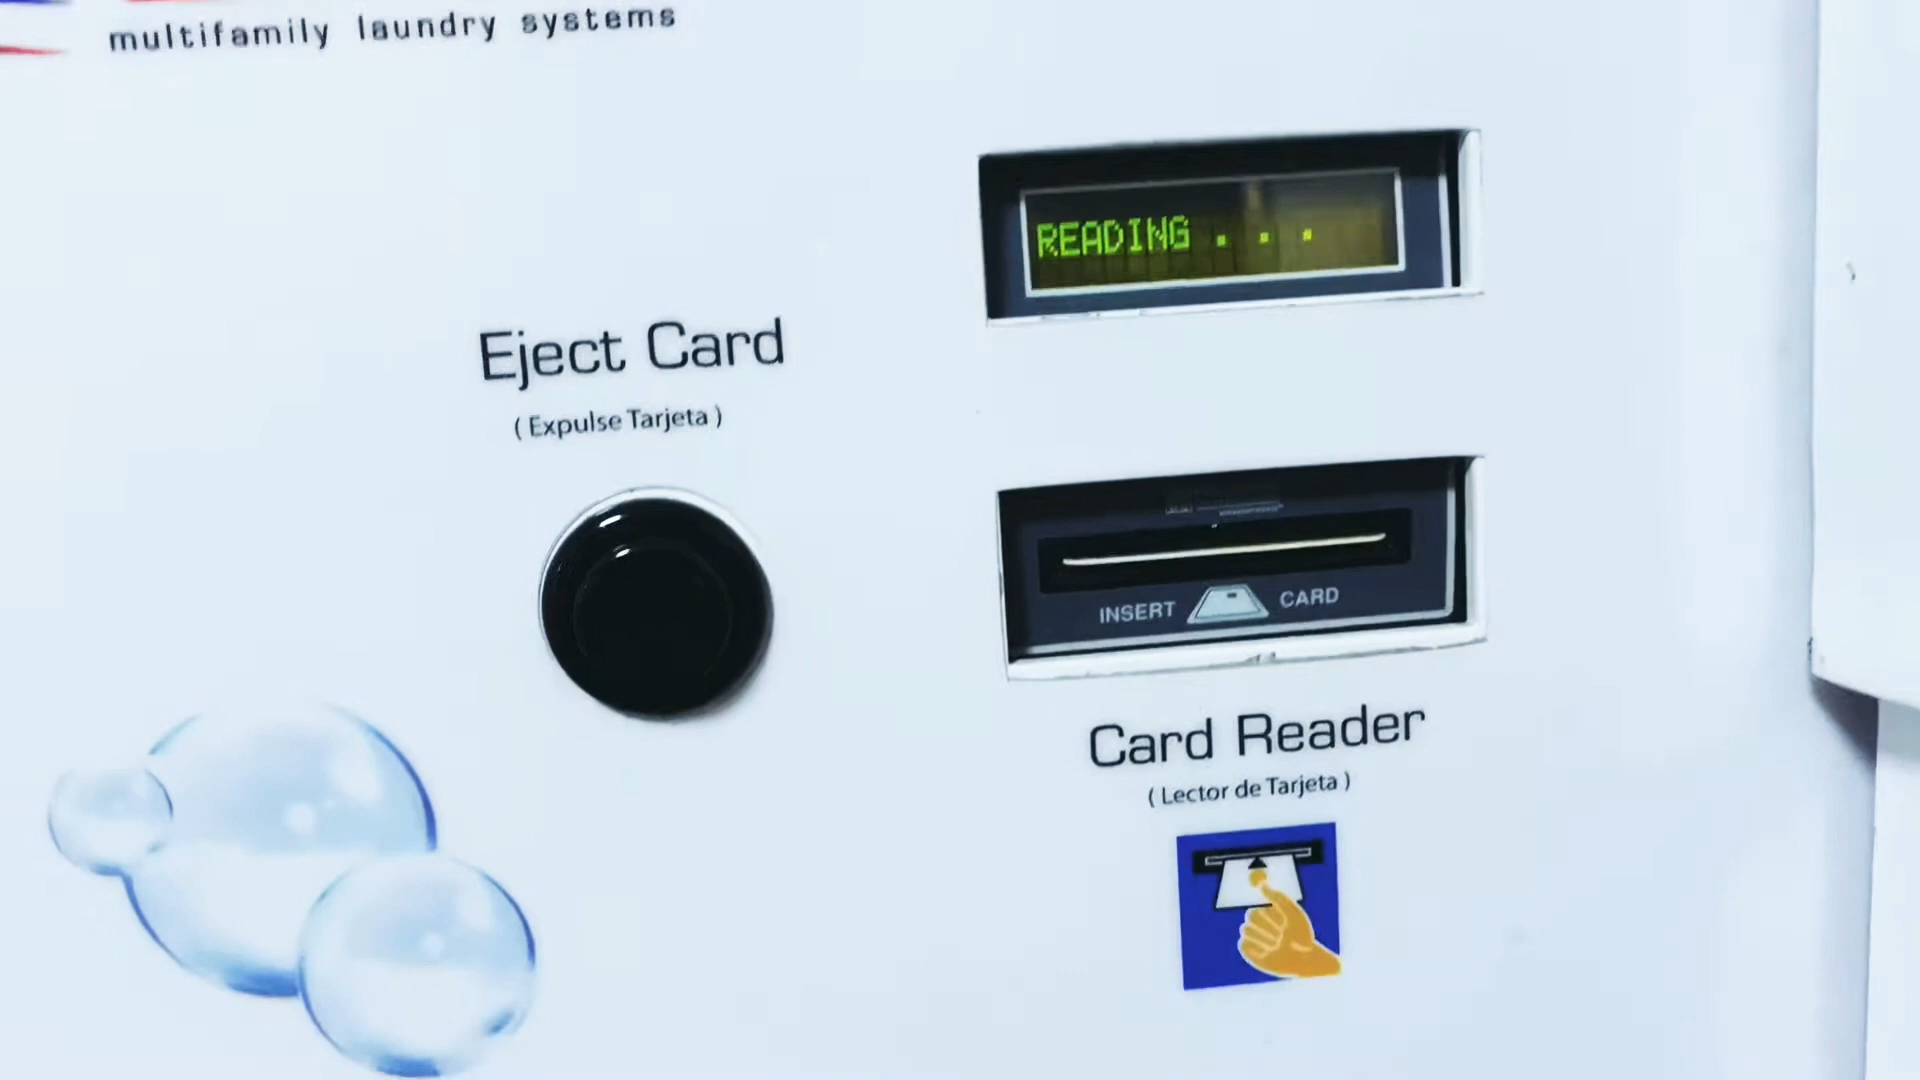 multifamily laundry systems
READING...
Eject Card
( Expulse Tarjeta )
INSERT CARD
Card Reader
( Lector de Tarjeta )